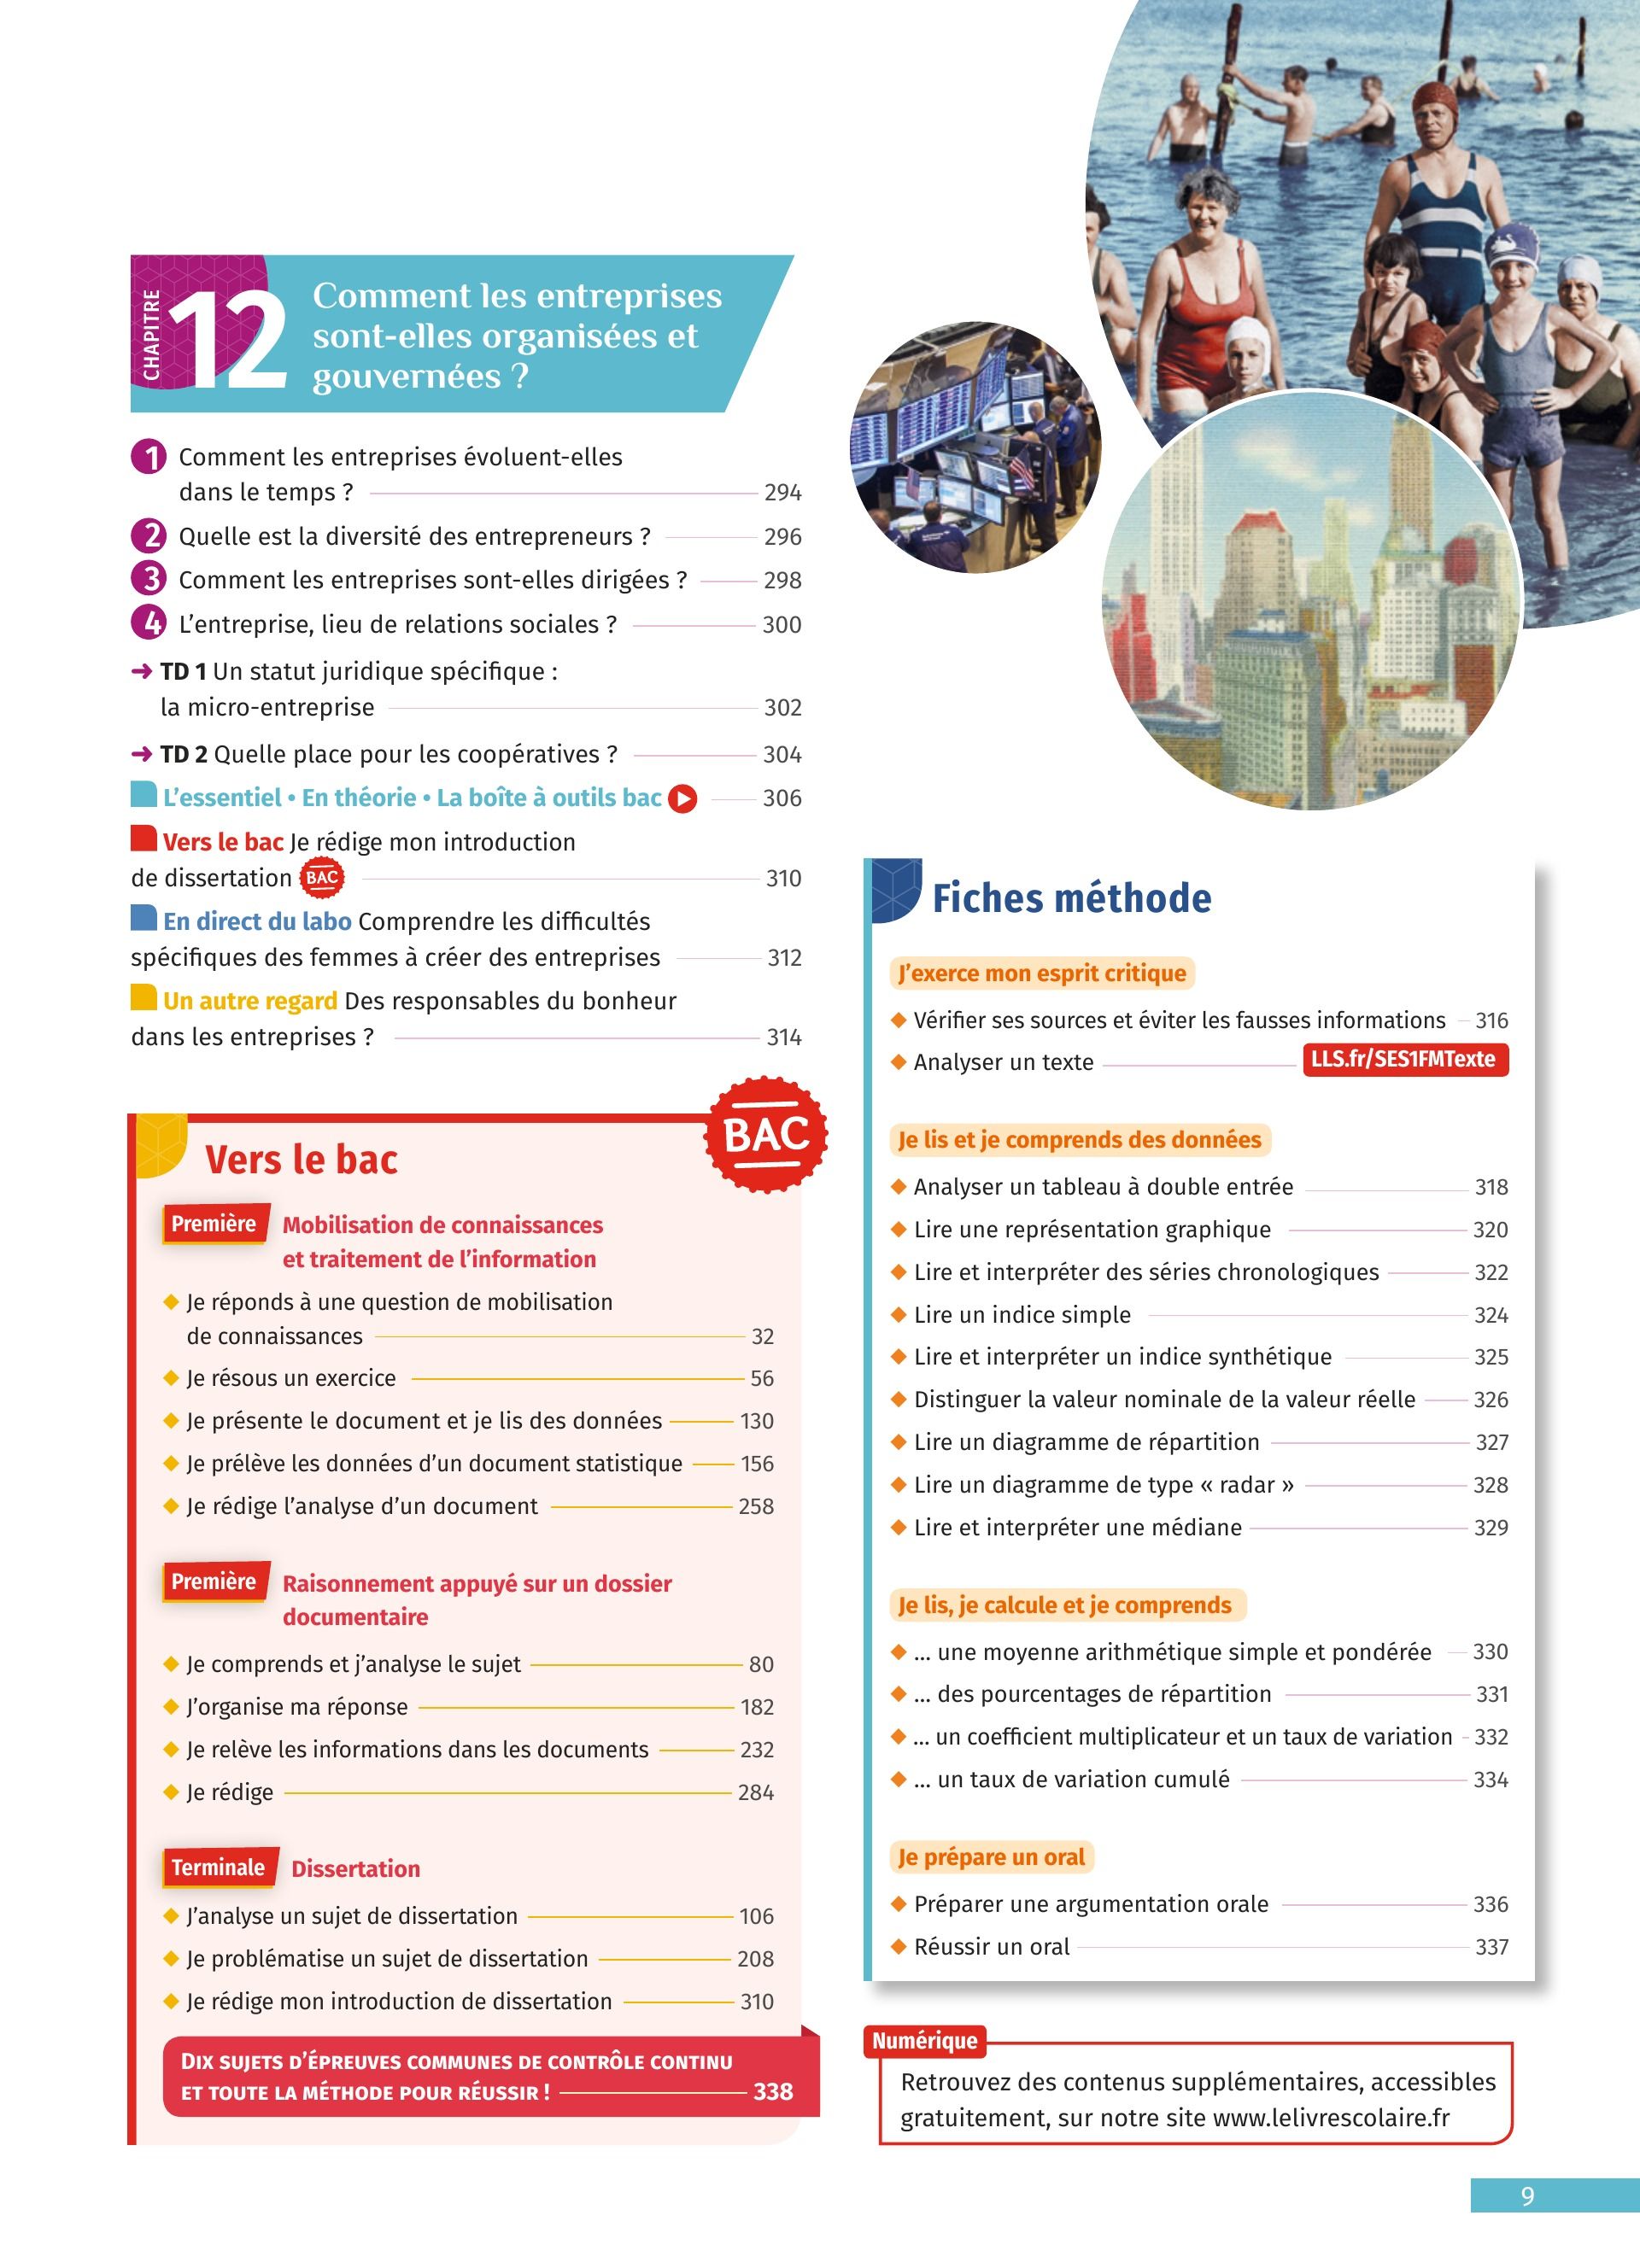 CHAPITRE
12
Comment les entreprises
sont-elles organisées et
gouvernées ?
1 Comment les entreprises évoluent-elles
dans le temps ? 294
2 Quelle est la diversité des entrepreneurs ? 296
3 Comment les entreprises sont-elles dirigées ? 298
4 L’entreprise, lieu de relations sociales ? 300
➜ TD 1 Un statut juridique spécifique :
la micro-entreprise 302
➜ TD 2 Quelle place pour les coopératives ? 304
L’essentiel • En théorie • La boîte à outils bac 306
Vers le bac Je rédige mon introduction
de dissertation BAC 310
En direct du labo Comprendre les difficultés
spécifiques des femmes à créer des entreprises 312
Un autre regard Des responsables du bonheur
dans les entreprises ? 314
BAC
Vers le bac
Première Mobilisation de connaissances
et traitement de l’information
◆ Je réponds à une question de mobilisation
de connaissances 32
◆ Je résous un exercice 56
◆ Je présente le document et je lis des données 130
◆ Je prélève les données d’un document statistique 156
◆ Je rédige l’analyse d’un document 258
Première Raisonnement appuyé sur un dossier
documentaire
◆ Je comprends et j’analyse le sujet 80
◆ J’organise ma réponse 182
◆ Je relève les informations dans les documents 232
◆ Je rédige 284
Terminale Dissertation
◆ J’analyse un sujet de dissertation 106
◆ Je problématise un sujet de dissertation 208
◆ Je rédige mon introduction de dissertation 310
DIX SUJETS D’ÉPREUVES COMMUNES DE CONTRÔLE CONTINU
ET TOUTE LA MÉTHODE POUR RÉUSSIR ! 338
Fiches méthode
J’exerce mon esprit critique
◆ Vérifier ses sources et éviter les fausses informations 316
◆ Analyser un texte LLS.fr/SES1FMTexte
Je lis et je comprends des données
◆ Analyser un tableau à double entrée 318
◆ Lire une représentation graphique 320
◆ Lire et interpréter des séries chronologiques 322
◆ Lire un indice simple 324
◆ Lire et interpréter un indice synthétique 325
◆ Distinguer la valeur nominale de la valeur réelle 326
◆ Lire un diagramme de répartition 327
◆ Lire un diagramme de type « radar » 328
◆ Lire et interpréter une médiane 329
Je lis, je calcule et je comprends
◆ ... une moyenne arithmétique simple et pondérée 330
◆ ... des pourcentages de répartition 331
◆ ... un coefficient multiplicateur et un taux de variation 332
◆ ... un taux de variation cumulé 334
Je prépare un oral
◆ Préparer une argumentation orale 336
◆ Réussir un oral 337
Numérique
Retrouvez des contenus supplémentaires, accessibles
gratuitement, sur notre site www.lelivrescolaire.fr
9